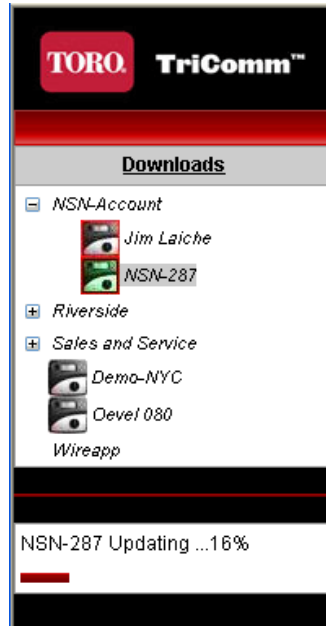 TORO. TriComm™
Downloads
NSN-Account
Jim Laiche
NSN-287
Riverside
Sales and Service
Demo-NYC
Oevel 080
Wireapp
NSN-287 Updating ...16%